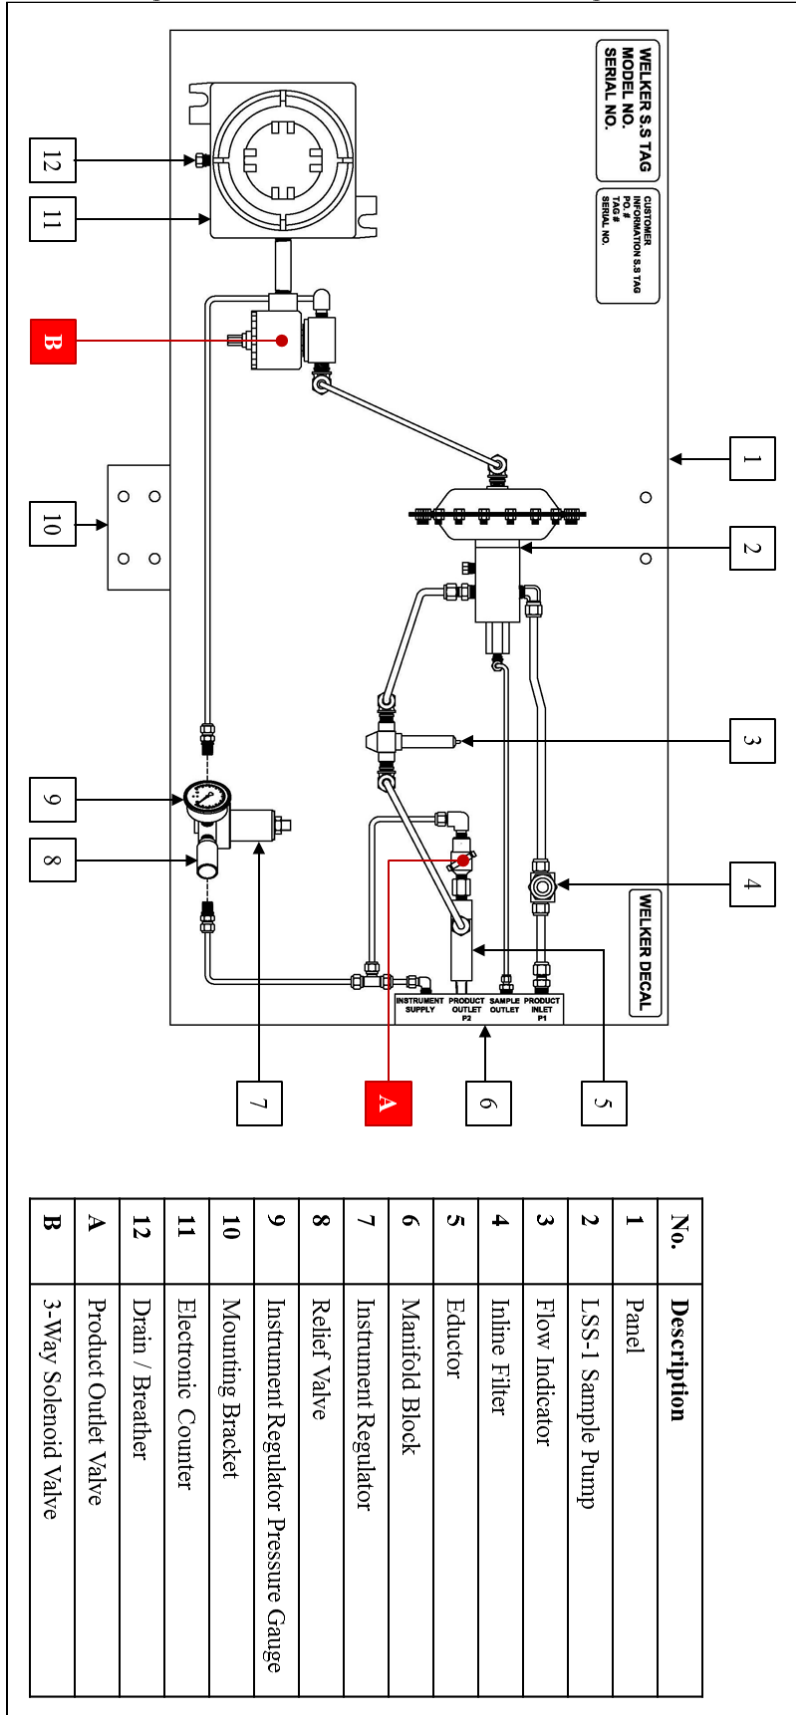 WELKER S.S TAG
MODEL NO.
SERIAL NO.
CUSTOMER
INFORMATION S.S TAG
PO. #
TAG #
SERIAL NO.
WELKER DECAL
INSTRUMENT
SUPPLY
PRODUCT
OUTLET
P2
SAMPLE
OUTLET
PRODUCT
INLET
P1
1
2
3
4
5
6
7
8
9
10
11
12
A
B
No. Description
1 Panel
2 LSS-1 Sample Pump
3 Flow Indicator
4 Inline Filter
5 Eductor
6 Manifold Block
7 Instrument Regulator
8 Relief Valve
9 Instrument Regulator Pressure Gauge
10 Mounting Bracket
11 Electronic Counter
12 Drain / Breather
A Product Outlet Valve
B 3-Way Solenoid Valve